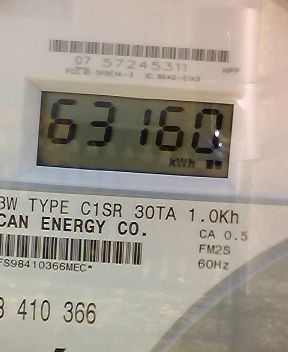 07 57245311
63160
kWh
3W TYPE C1SR 30TA 1.0Kh
CAN ENERGY CO.
CA 0.5
FM2S
FS98410366MEC*
60Hz
410 366